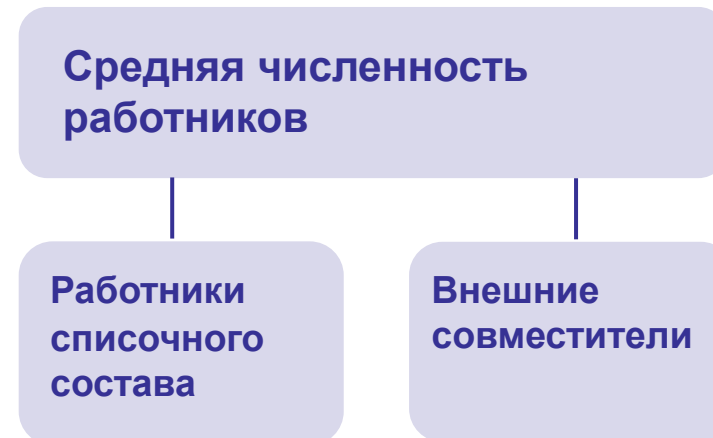 Средняя численность
работников
Работники
списочного
состава
Внешние
совместители